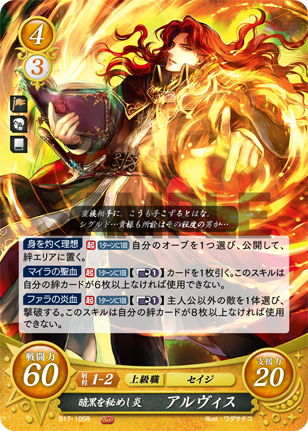 4
3
蛮族相手に、こうも手こずるとはな。
シグルド…貴様も所詮はその程度の男か…
身を灼く理想 起 1ターンに1回 自分のオーブを1つ選び、公開して、
絆エリアに置く。
マイラの聖血 起 1ターンに1回 【 1】カードを1枚引く。このスキルは
自分の絆カードが6枚以上なければ使用できない。
ファラの炎血 起 1ターンに1回 【 1】主人公以外の敵を1体選び、
撃破する。このスキルは自分の絆カードが8枚以上なければ使用
できない。
戦闘力
60
射程 1-2 上級職 セイジ
支援力
20
暗黒を秘めし炎 アルヴィス
B17-105R
Illust:ワダサチコ